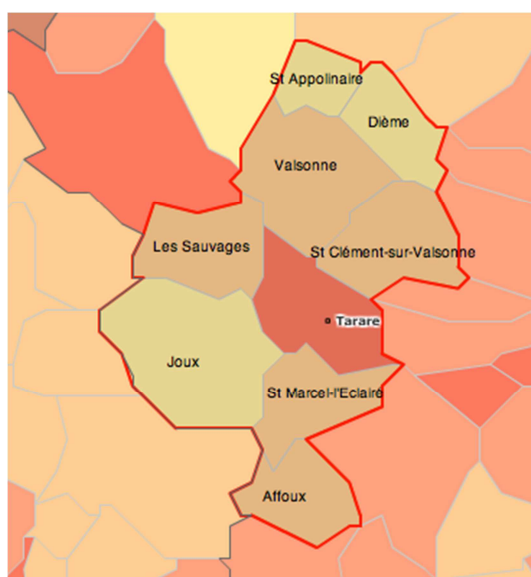 St Appolinaire
Dième
Valsonne
Les Sauvages
St Clément-sur-Valsonne
Tarare
Joux
St Marcel-l'Eclairé
Affoux